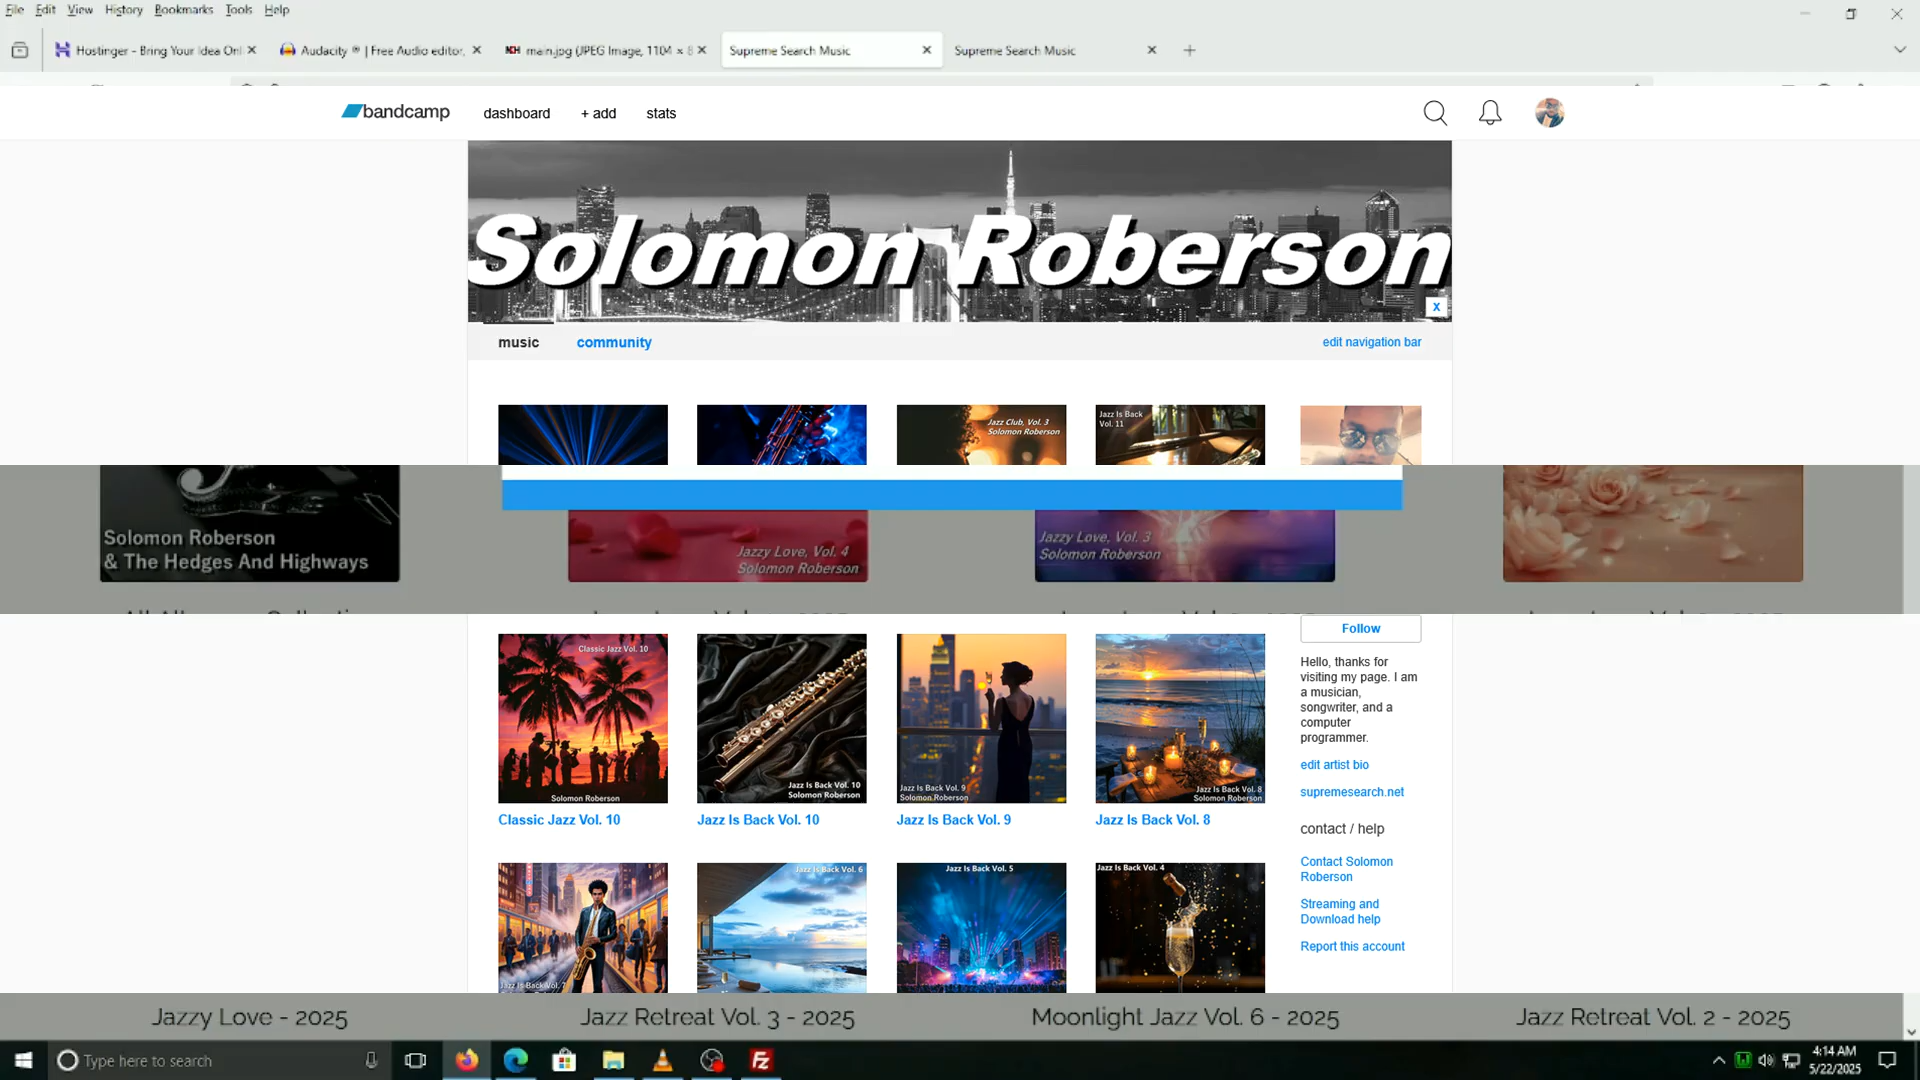 File Edit View History Bookmarks Tools Help
Hostinger - Bring Your Idea Onl
Audacity ® | Free Audio editor,
main.jpg (JPEG Image, 1104 × 8
Supreme Search Music
Supreme Search Music
bandcamp
dashboard
+ add
stats
Solomon Roberson
x
music
community
edit navigation bar
Jazz Club, Vol. 3
Solomon Roberson
Jazz Is Back
Vol. 11
Solomon Roberson
& The Hedges And Highways
Jazzy Love, Vol. 4
Solomon Roberson
Jazzy Love, Vol. 3
Solomon Roberson
Follow
Hello, thanks for
visiting my page. I am
a musician,
songwriter, and a
computer
programmer.
edit artist bio
supremesearch.net
contact / help
Contact Solomon
Roberson
Streaming and
Download help
Report this account
Classic Jazz Vol. 10
Solomon Roberson
Jazz Is Back Vol. 10
Solomon Roberson
Jazz Is Back Vol. 9
Solomon Roberson
Jazz Is Back Vol. 8
Solomon Roberson
Classic Jazz Vol. 10
Jazz Is Back Vol. 10
Jazz Is Back Vol. 9
Jazz Is Back Vol. 8
Jazz Is Back Vol. 7
Jazz Is Back Vol. 6
Jazz Is Back Vol. 5
Jazz Is Back Vol. 4
Jazzy Love - 2025
Jazz Retreat Vol. 3 - 2025
Moonlight Jazz Vol. 6 - 2025
Jazz Retreat Vol. 2 - 2025
Type here to search
4:14 AM
5/22/2025